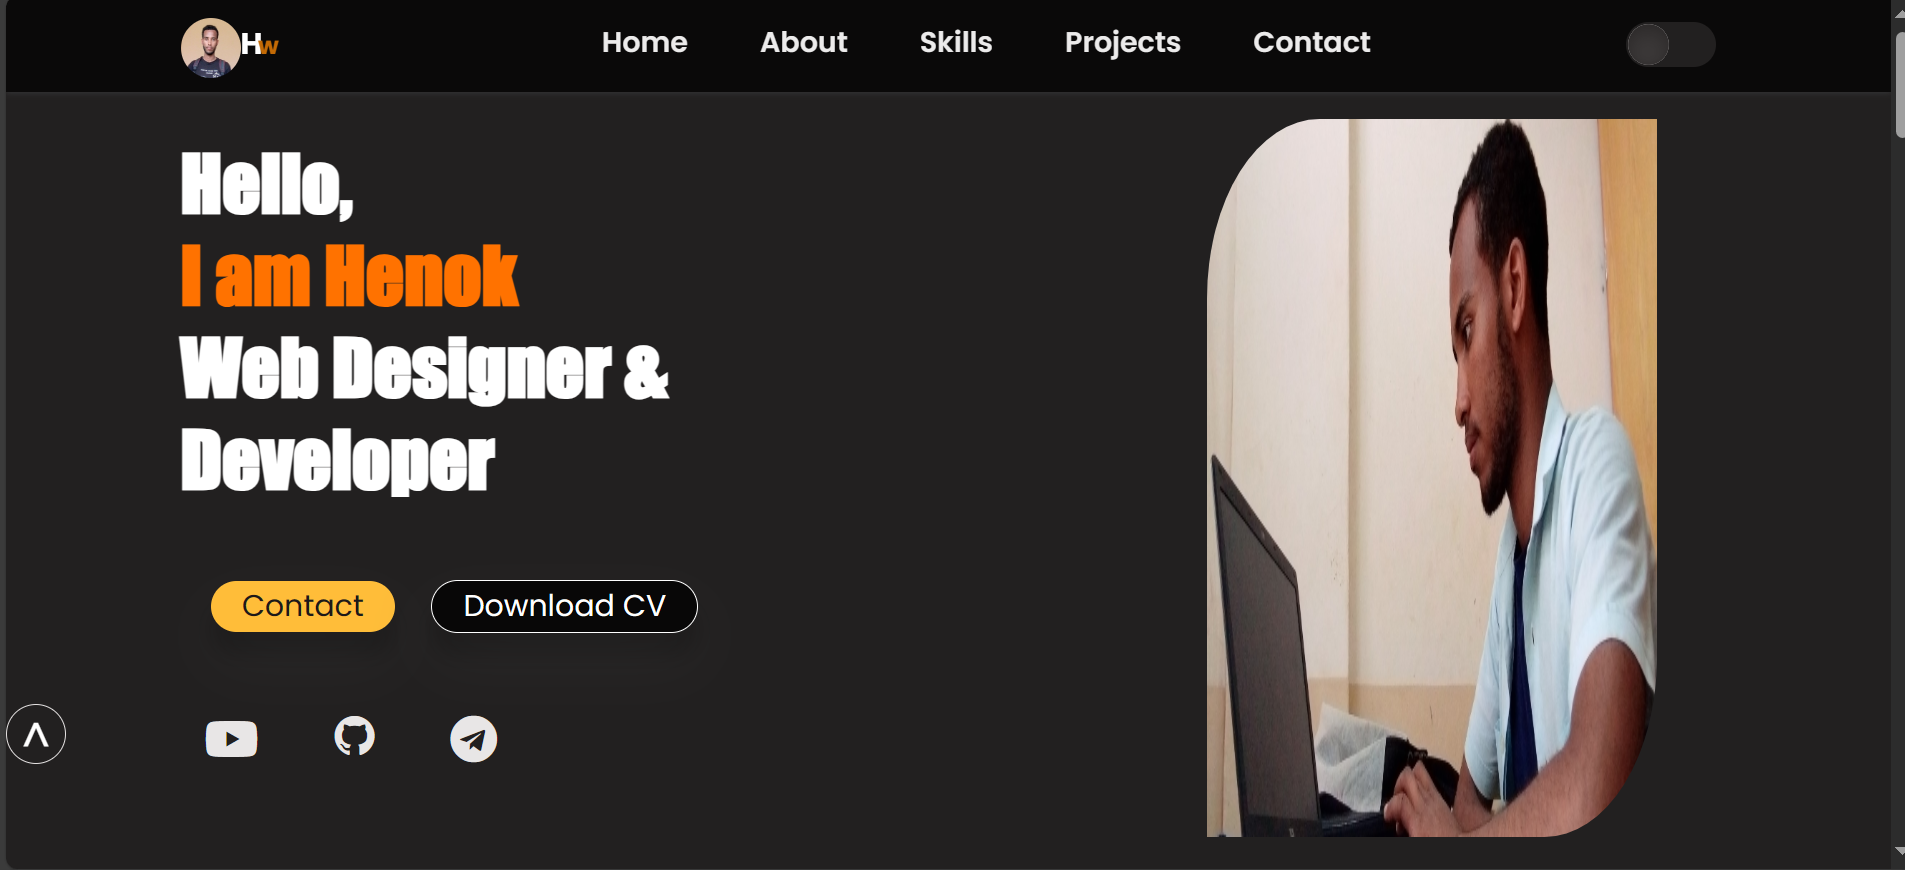 Hw
Home About Skills Projects Contact
Hello,
I am Henok
Web Designer &
Developer
Contact Download CV